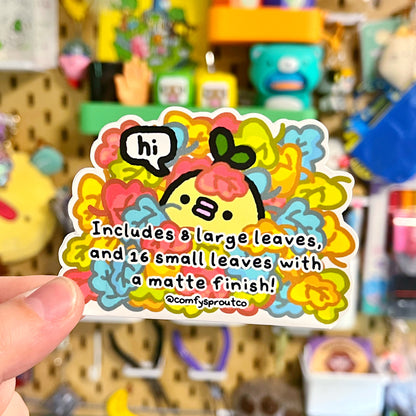 hi
Includes 8 large leaves,
and 16 small leaves with
a matte finish!
@comfysproutco